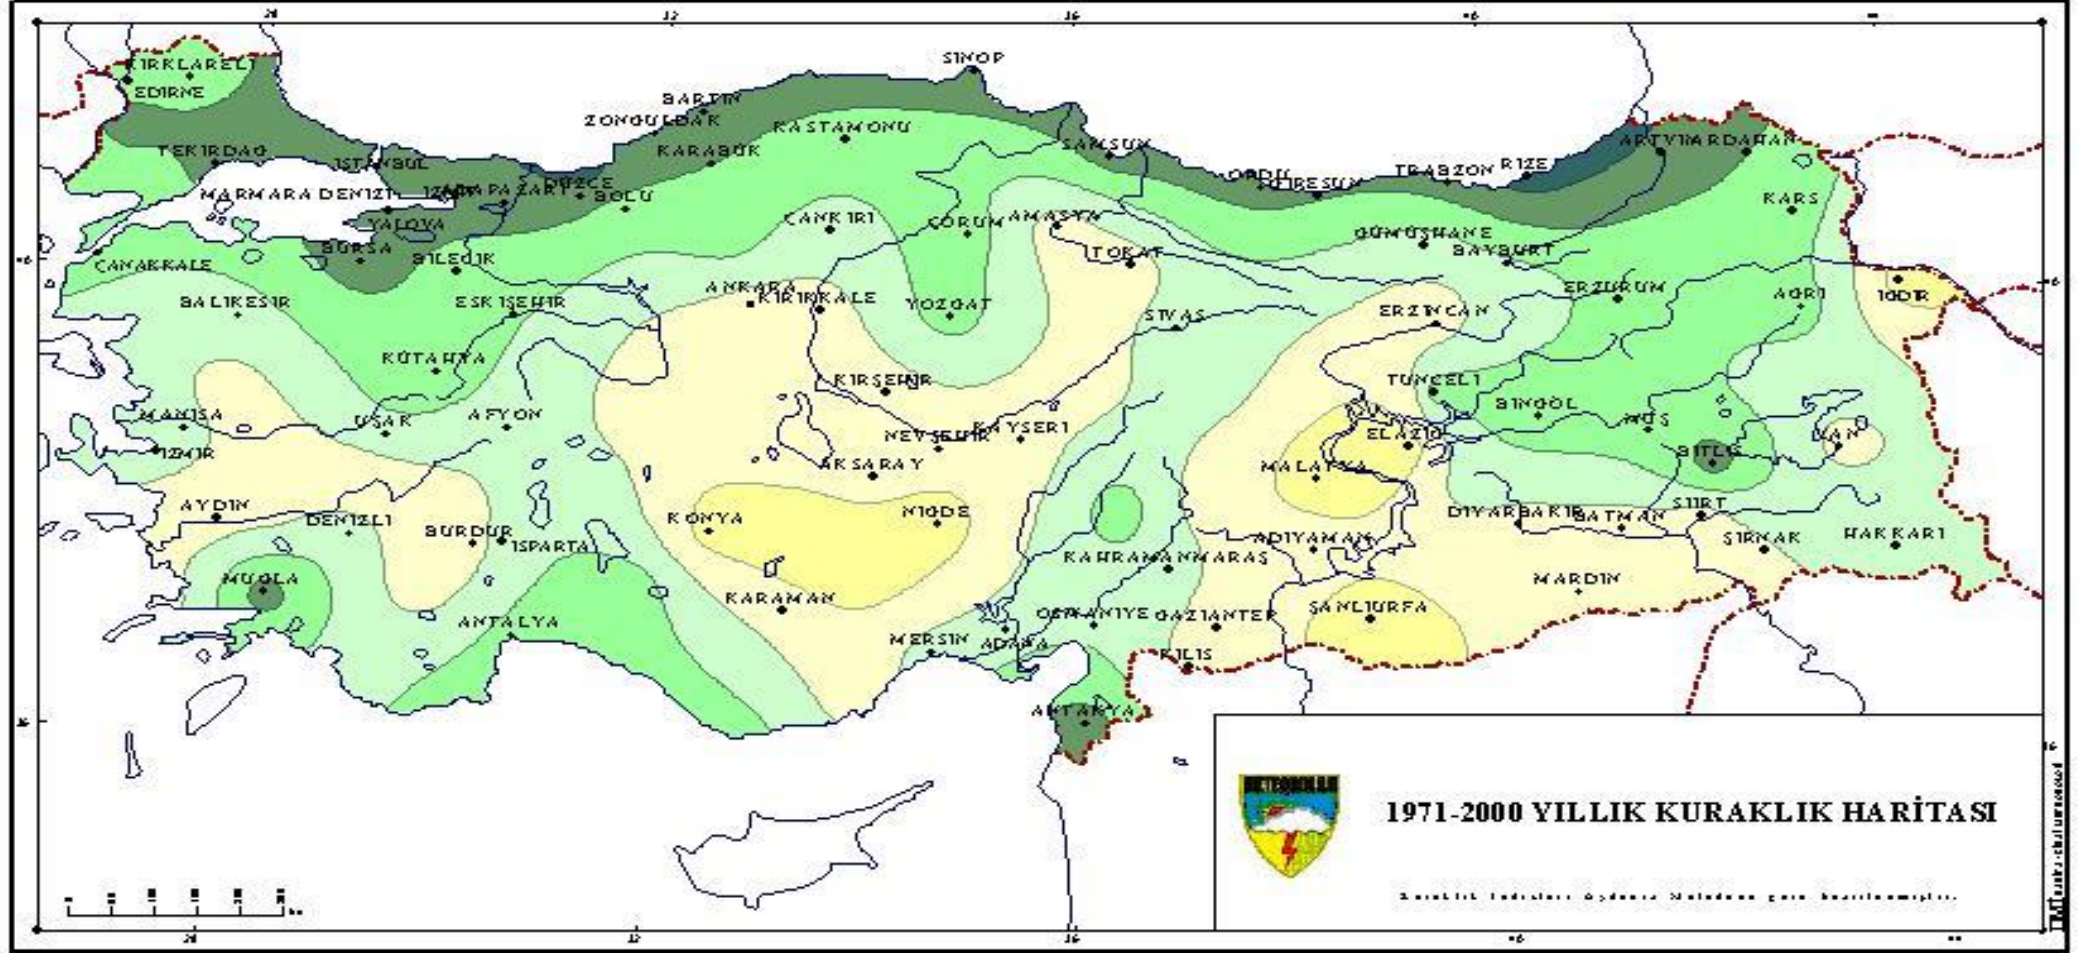 KIRKLARELİ
EDİRNE
TEKİRDAĞ
İSTANBUL
MARMARA DENİZİ
YALOVA
BURSA
BİLECİK
ÇANAKKALE
BALIKESİR
ESKİŞEHİR
KÜTAHYA
MANİSA
UŞAK
AFYON
İZMİR
AYDIN
DENİZLİ
BURDUR
ISPARTA
MUĞLA
ANTALYA
SİNOP
BARTIN
ZONGULDAK
KASTAMONU
KARABÜK
DÜZCE
BOLU
SAMSUN
ÇANKIRI
ÇORUM
AMASYA
TOKAT
ANKARA
KIRIKKALE
YOZGAT
SİVAS
KIRŞEHİR
NEVŞEHİR
KAYSERİ
AKSARAY
KONYA
NİĞDE
KARAMAN
MERSİN
ADANA
OSMANİYE
KAHRAMANMARAŞ
GAZİANTEP
KİLİS
ANTAKYA
ORDU
GİRESUN
TRABZON
RİZE
ARTVİN
ARDAHAN
KARS
GÜMÜŞHANE
BAYBURT
ERZURUM
AĞRI
IĞDIR
ERZİNCAN
TUNCELİ
BİNGÖL
MUŞ
BİTLİS
VAN
ELAZIĞ
MALATYA
DİYARBAKIR
BATMAN
SİİRT
ŞIRNAK
HAKKARİ
ADIYAMAN
MARDİN
ŞANLIURFA
1971-2000 YILLIK KURAKLIK HARİTASI